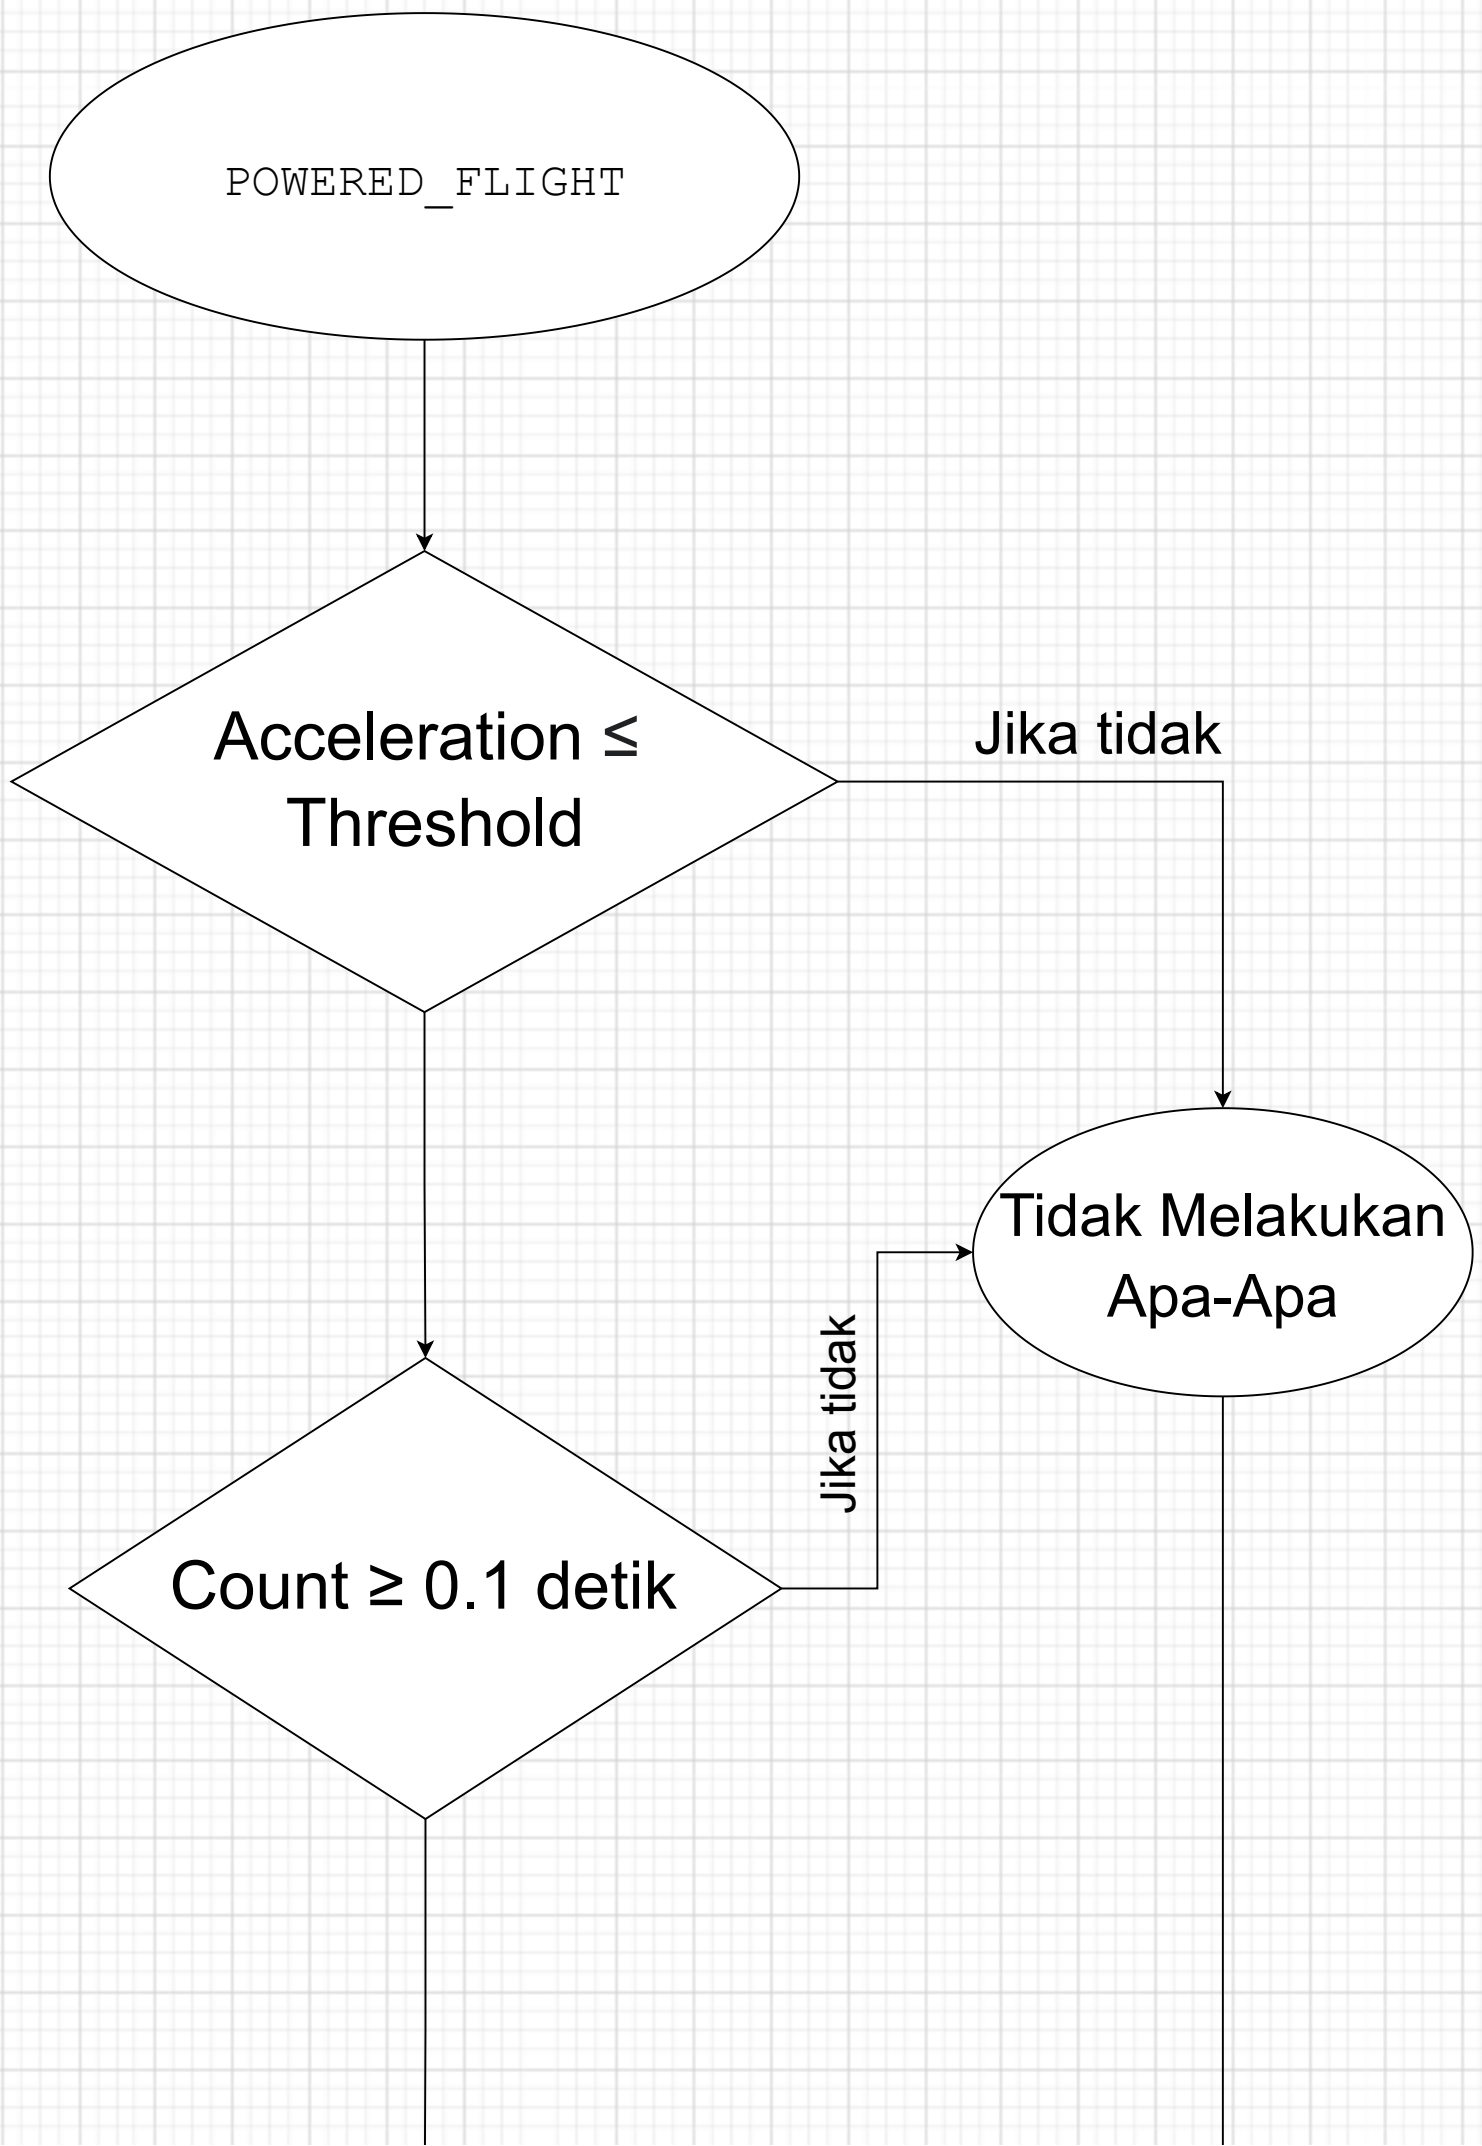 POWERED_FLIGHT
Acceleration ≤
Threshold
Jika tidak
Tidak Melakukan
Apa-Apa
Jika tidak
Count ≥ 0.1 detik